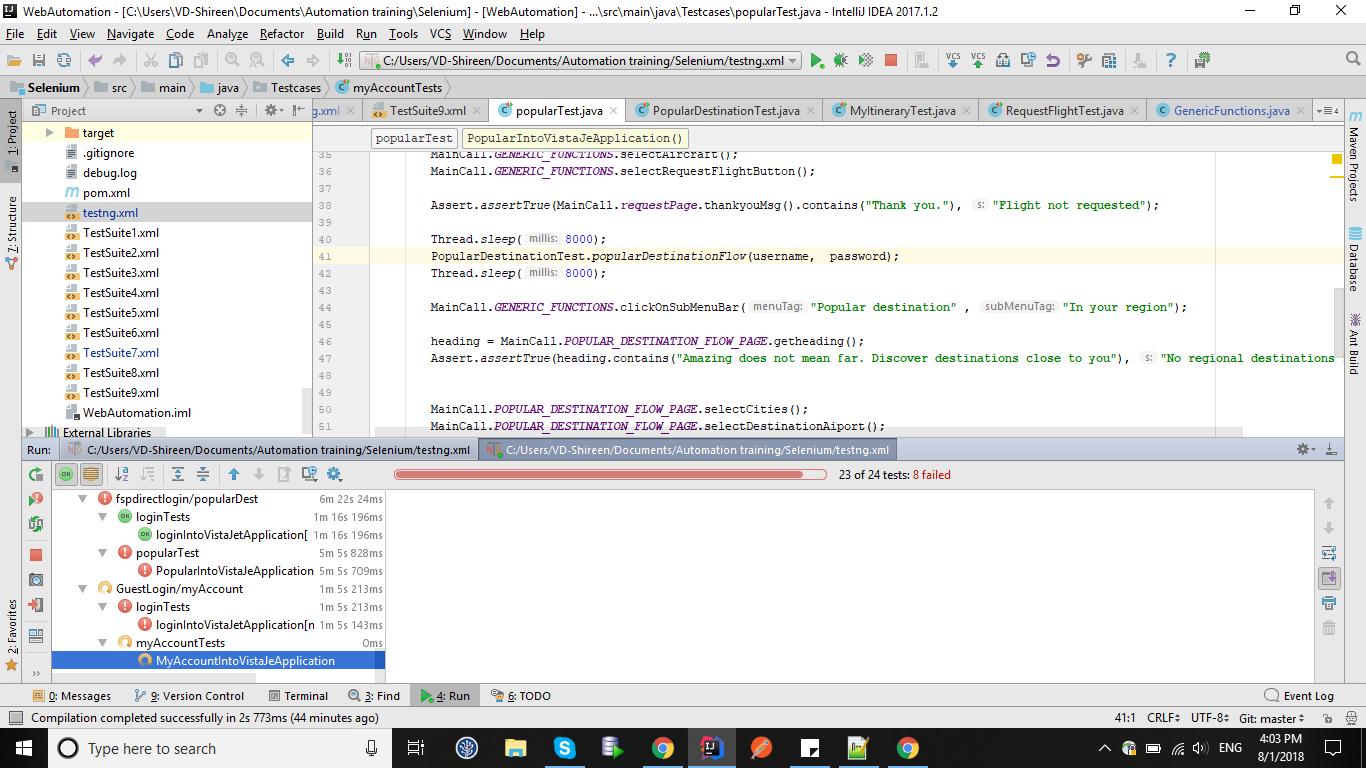 WebAutomation - [C:\Users\VD-Shireen\Documents\Automation training\Selenium] - [WebAutomation] - ...\src\main\java\Testcases\popularTest.java - IntelliJ IDEA 2017.1.2
File Edit View Navigate Code Analyze Refactor Build Run Tools VCS Window Help
C:/Users/VD-Shireen/Documents/Automation training/Selenium/testng.xml
VCS VCS
Selenium src main java Testcases myAccountTests
Project
g.xml TestSuite9.xml popularTest.java PopularDestinationTest.java MyItineraryTest.java RequestFlightTest.java GenericFunctions.java
4
popularTest PopularIntoVistaJeApplication()
1: Project
7: Structure
2: Favorites
target
.gitignore
debug.log
pom.xml
testng.xml
TestSuite1.xml
TestSuite2.xml
TestSuite3.xml
TestSuite4.xml
TestSuite5.xml
TestSuite6.xml
TestSuite7.xml
TestSuite8.xml
TestSuite9.xml
WebAutomation.iml
External Libraries
35 MainCall.GENERIC_FUNCTIONS.selectAircraft();
36 MainCall.GENERIC_FUNCTIONS.selectRequestFlightButton();
37
38 Assert.assertTrue(MainCall.requestPage.thankyouMsg().contains("Thank you."), s: "Flight not requested");
39
40 Thread.sleep( millis: 8000);
41 PopularDestinationTest.popularDestinationFlow(username, password);
42 Thread.sleep( millis: 8000);
43
44 MainCall.GENERIC_FUNCTIONS.clickOnSubMenuBar( menuTag: "Popular destination" , subMenuTag: "In your region");
45
46 heading = MainCall.POPULAR_DESTINATION_FLOW_PAGE.getheading();
47 Assert.assertTrue(heading.contains("Amazing does not mean far. Discover destinations close to you"), s: "No regional destinations
48
49
50 MainCall.POPULAR_DESTINATION_FLOW_PAGE.selectCities();
51 MainCall.POPULAR_DESTINATION_FLOW_PAGE.selectDestinationAiport();
Maven Projects
Database
Ant Build
Run: C:/Users/VD-Shireen/Documents/Automation training/Selenium/testng.xml C:/Users/VD-Shireen/Documents/Automation training/Selenium/testng.xml
23 of 24 tests: 8 failed
fspdirectlogin/popularDest 6m 22s 24ms
loginTests 1m 16s 196ms
loginIntoVistaJetApplication[ 1m 16s 196ms
popularTest 5m 5s 828ms
PopularIntoVistaJeApplication 5m 5s 709ms
GuestLogin/myAccount 1m 5s 213ms
loginTests 1m 5s 213ms
loginIntoVistaJetApplication[n 1m 5s 143ms
myAccountTests 0ms
MyAccountIntoVistaJeApplication
0: Messages 9: Version Control Terminal 3: Find 4: Run 6: TODO Event Log
Compilation completed successfully in 2s 773ms (44 minutes ago) 41:1 CRLF UTF-8 Git: master
Type here to search
ENG
4:03 PM
8/1/2018